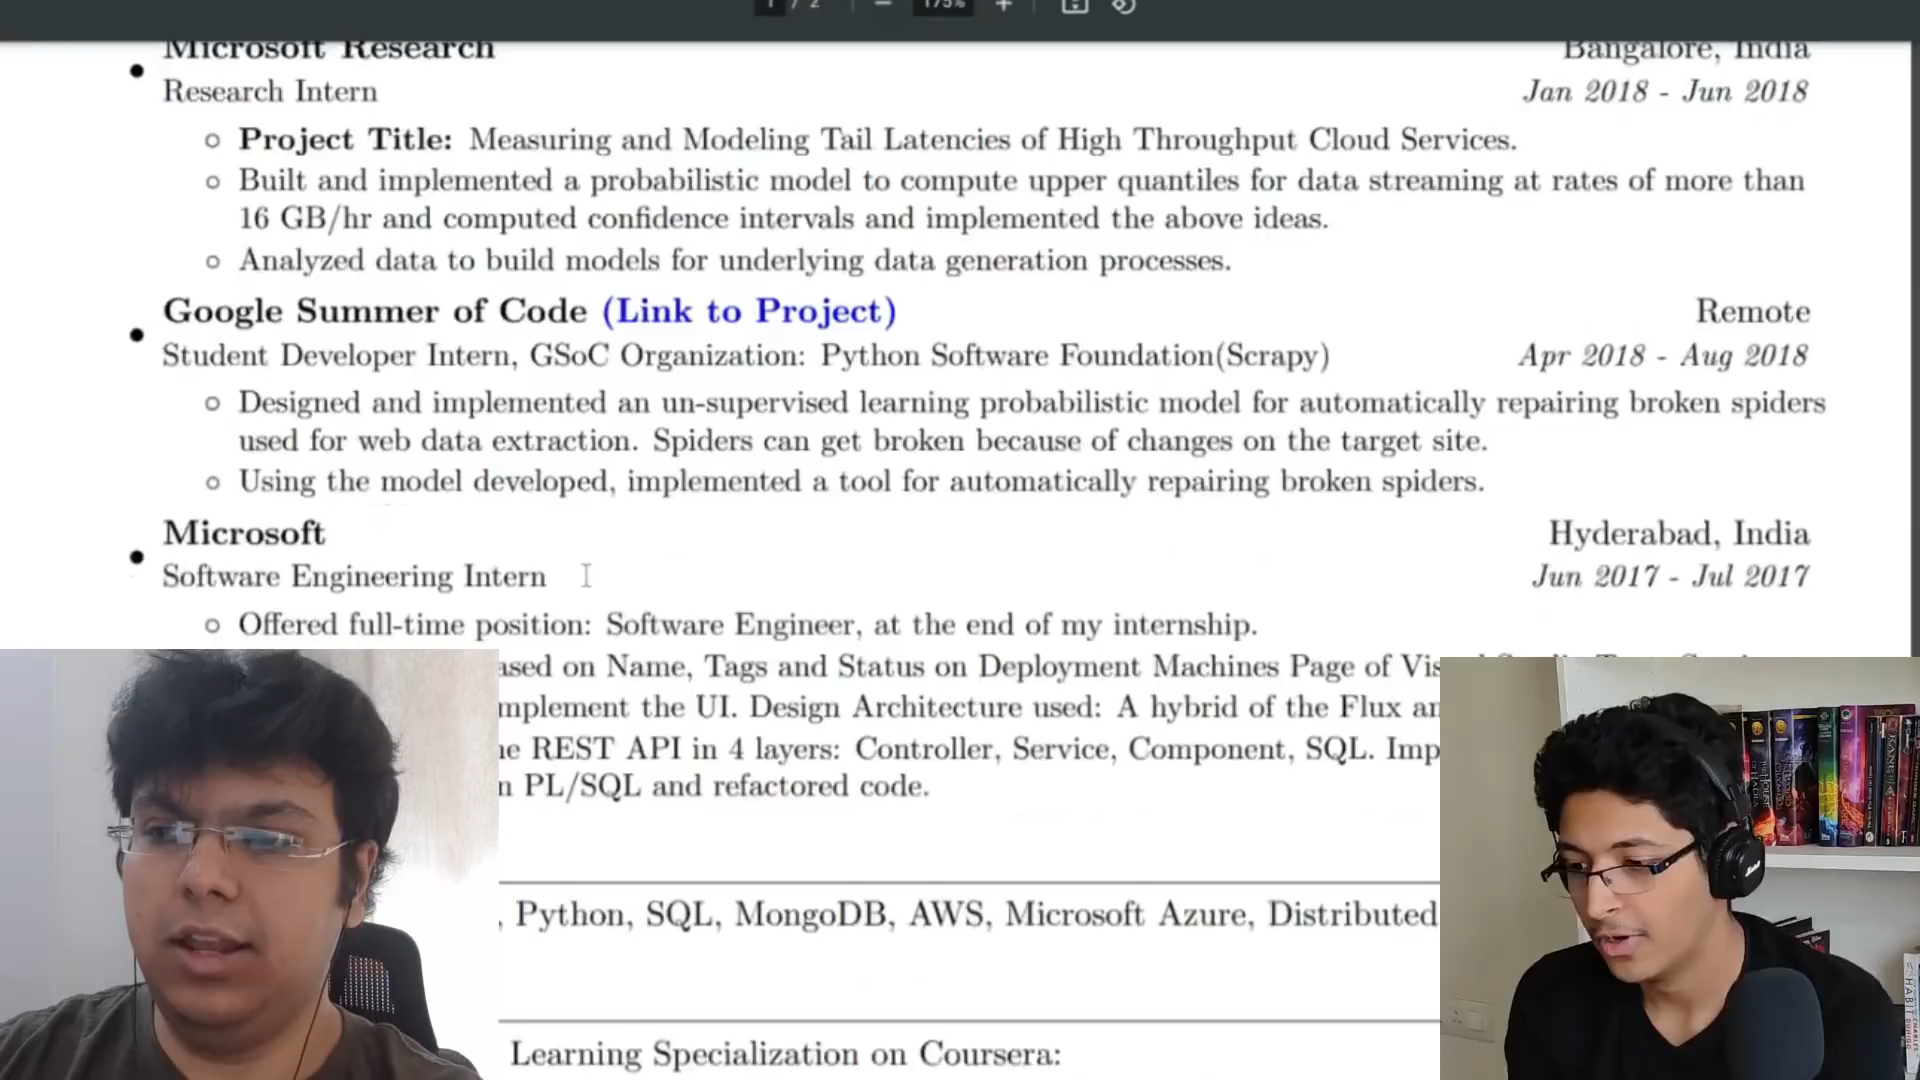 1 / 2 175%
Microsoft Research Bangalore, India
Research Intern Jan 2018 - Jun 2018
Project Title: Measuring and Modeling Tail Latencies of High Throughput Cloud Services.
Built and implemented a probabilistic model to compute upper quantiles for data streaming at rates of more than
16 GB/hr and computed confidence intervals and implemented the above ideas.
Analyzed data to build models for underlying data generation processes.
Google Summer of Code (Link to Project) Remote
Student Developer Intern, GSoC Organization: Python Software Foundation(Scrapy) Apr 2018 - Aug 2018
Designed and implemented an un-supervised learning probabilistic model for automatically repairing broken spiders
used for web data extraction. Spiders can get broken because of changes on the target site.
Using the model developed, implemented a tool for automatically repairing broken spiders.
Microsoft Hyderabad, India
Software Engineering Intern Jun 2017 - Jul 2017
Offered full-time position: Software Engineer, at the end of my internship.
ased on Name, Tags and Status on Deployment Machines Page of Vis
mplement the UI. Design Architecture used: A hybrid of the Flux an
e REST API in 4 layers: Controller, Service, Component, SQL. Imp
n PL/SQL and refactored code.
, Python, SQL, MongoDB, AWS, Microsoft Azure, Distributed
Learning Specialization on Coursera: